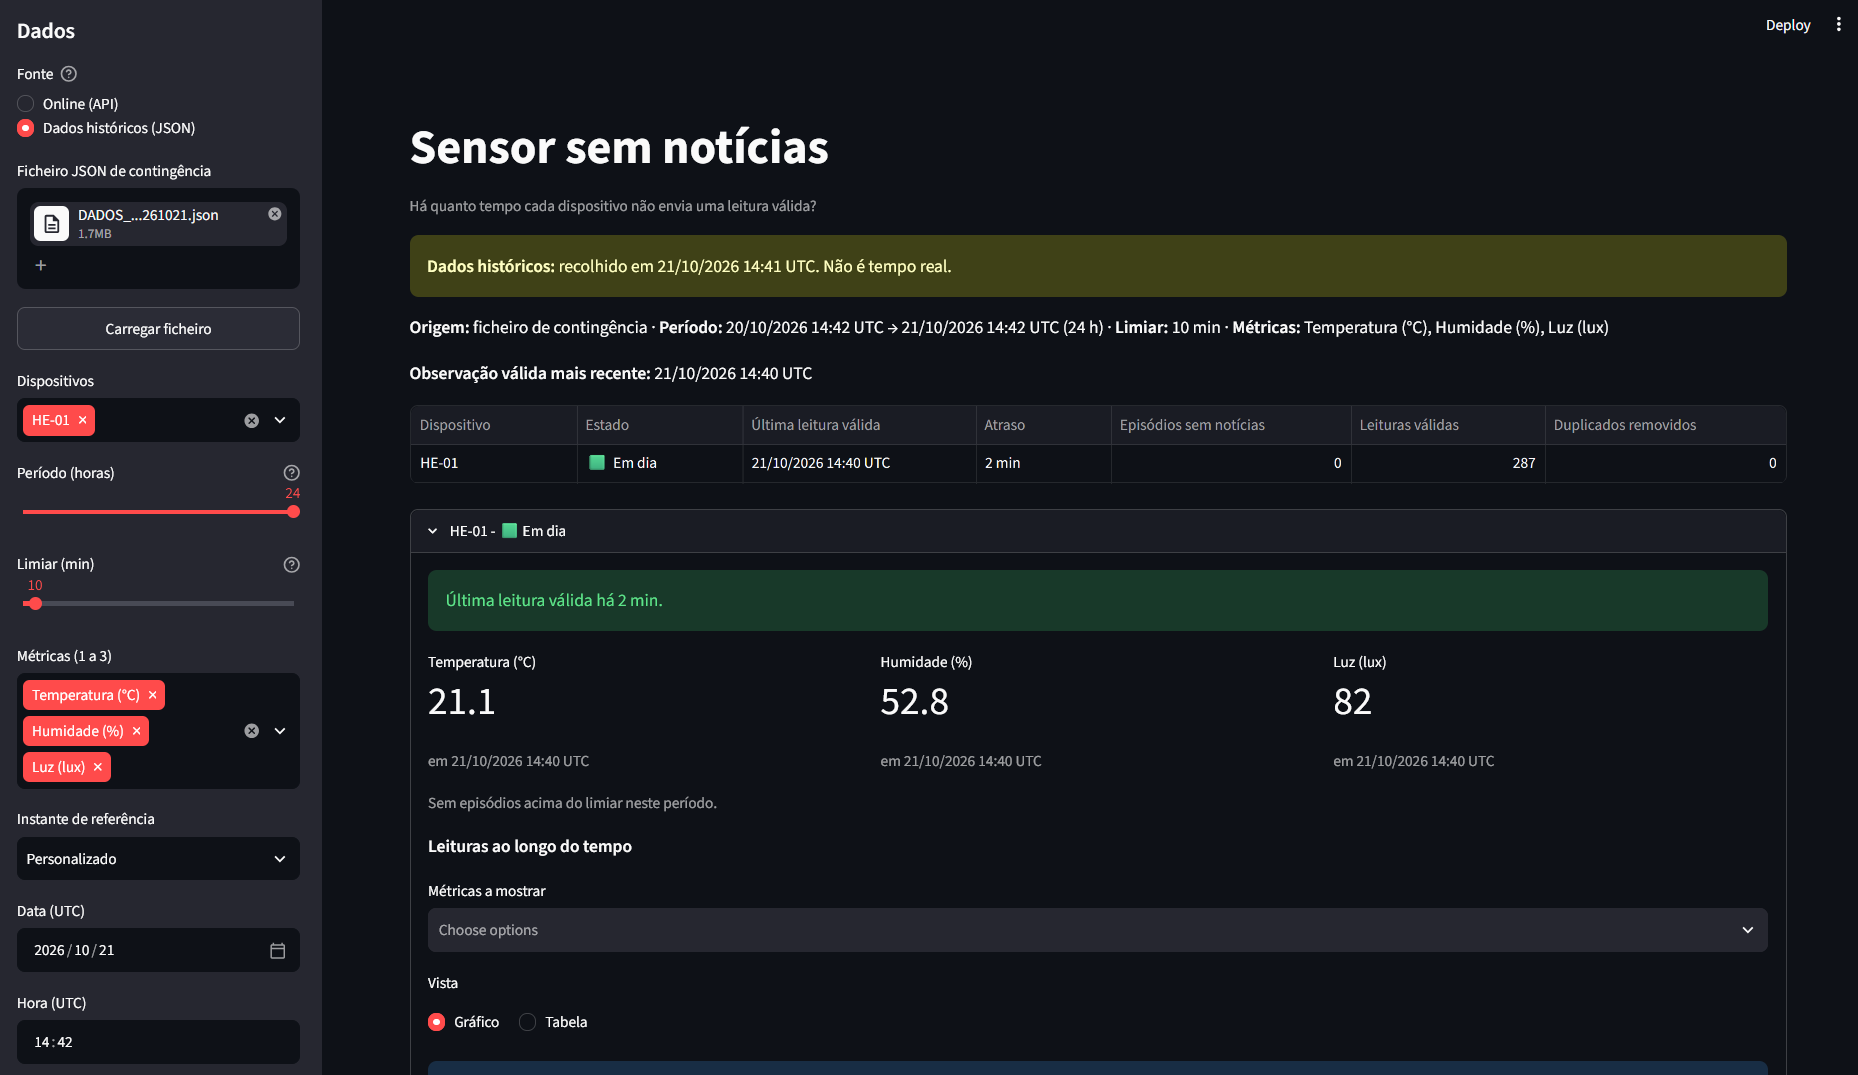 Dados
Deploy
Fonte
Online (API)
Dados históricos (JSON)
Ficheiro JSON de contingência
DADOS_...261021.json
1.7MB
+
Carregar ficheiro
Dispositivos
HE-01
Período (horas)
24
Limiar (min)
10
Métricas (1 a 3)
Temperatura (°C)
Humidade (%)
Luz (lux)
Instante de referência
Personalizado
Data (UTC)
2026/10/21
Hora (UTC)
14:42
Sensor sem notícias
Há quanto tempo cada dispositivo não envia uma leitura válida?
Dados históricos: recolhido em 21/10/2026 14:41 UTC. Não é tempo real.
Origem: ficheiro de contingência · Período: 20/10/2026 14:42 UTC → 21/10/2026 14:42 UTC (24 h) · Limiar: 10 min · Métricas: Temperatura (°C), Humidade (%), Luz (lux)
Observação válida mais recente: 21/10/2026 14:40 UTC
Dispositivo Estado Última leitura válida Atraso Episódios sem notícias Leituras válidas Duplicados removidos
HE-01 Em dia 21/10/2026 14:40 UTC 2 min 0 287 0
HE-01 - Em dia
Última leitura válida há 2 min.
Temperatura (°C) Humidade (%) Luz (lux)
21.1 52.8 82
em 21/10/2026 14:40 UTC em 21/10/2026 14:40 UTC em 21/10/2026 14:40 UTC
Sem episódios acima do limiar neste período.
Leituras ao longo do tempo
Métricas a mostrar
Choose options
Vista
Gráfico Tabela